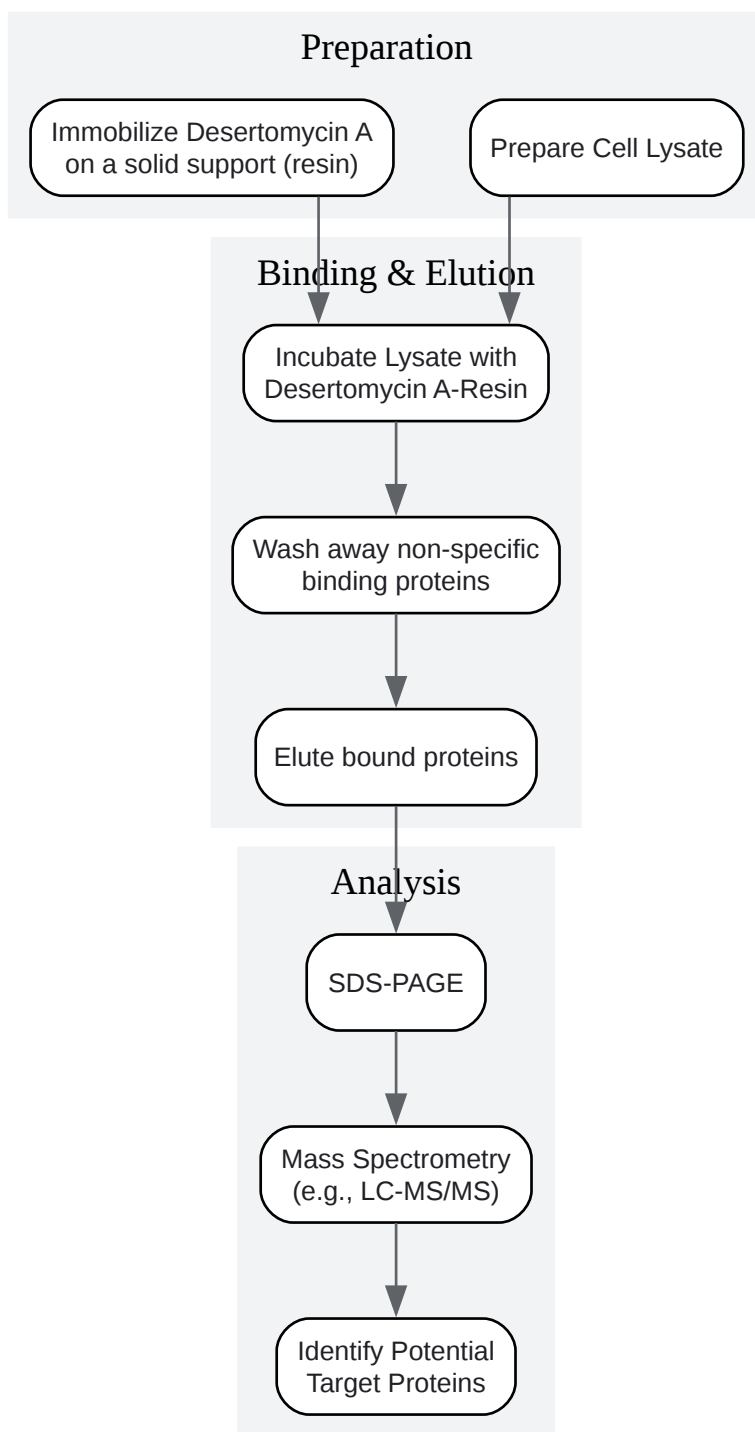 Preparation
Immobilize Desertomycin A
on a solid support (resin)
Prepare Cell Lysate
Binding & Elution
Incubate Lysate with
Desertomycin A-Resin
Wash away non-specific
binding proteins
Elute bound proteins
Analysis
SDS-PAGE
Mass Spectrometry
(e.g., LC-MS/MS)
Identify Potential
Target Proteins